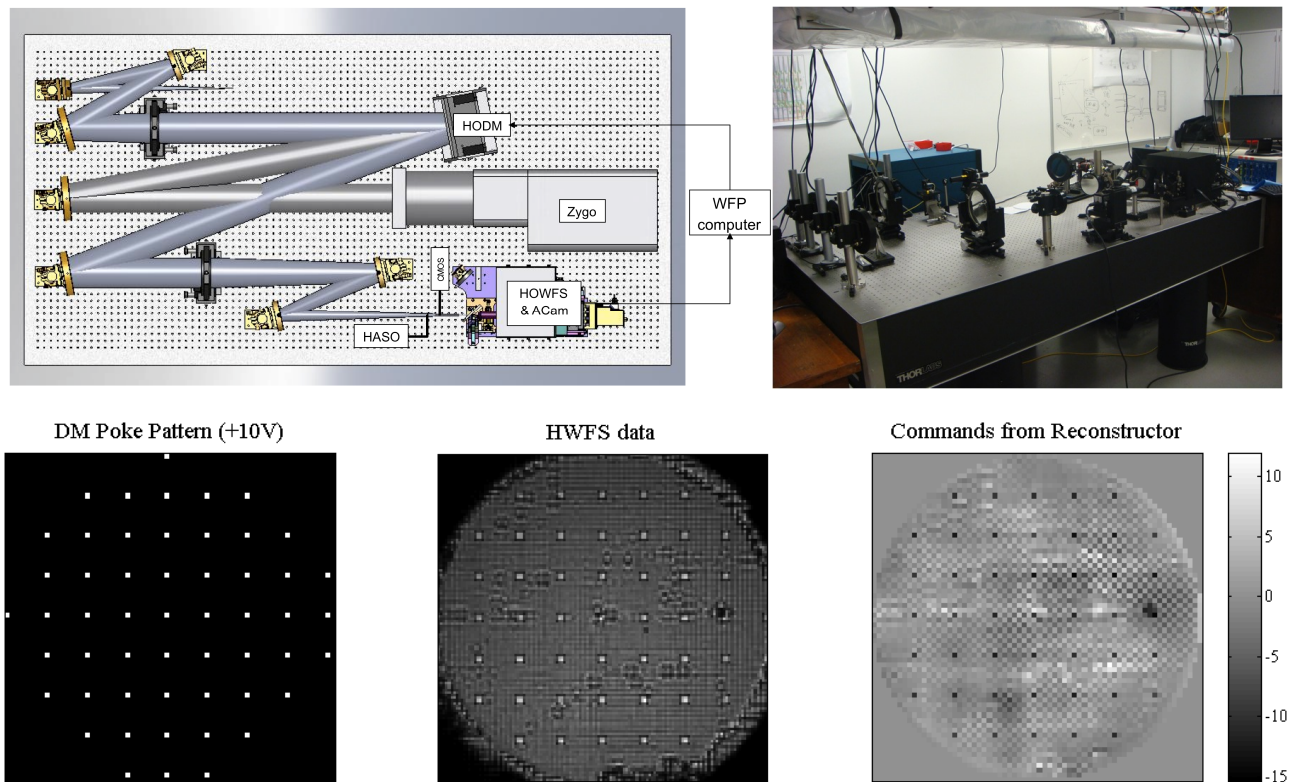 HODM
Zygo
WFP
computer
CMOS
HOWFS
& ACam
HASO
THORLABS
DM Poke Pattern (+10V)
HWFS data
Commands from Reconstructor
10
5
0
-5
-10
-15